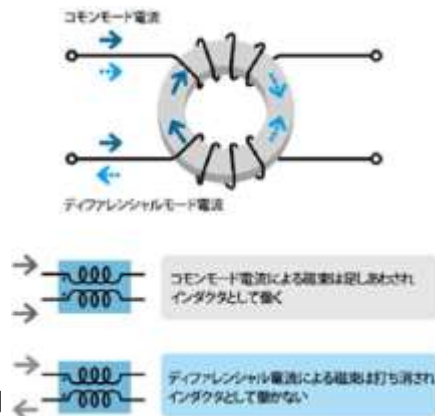 コモンモード電流
ディファレンシャルモード電流
コモンモード電流による磁束は足しあわされ
インダクタとして働く
ディファレンシャル電流による磁束は打ち消され
インダクタとして働かない